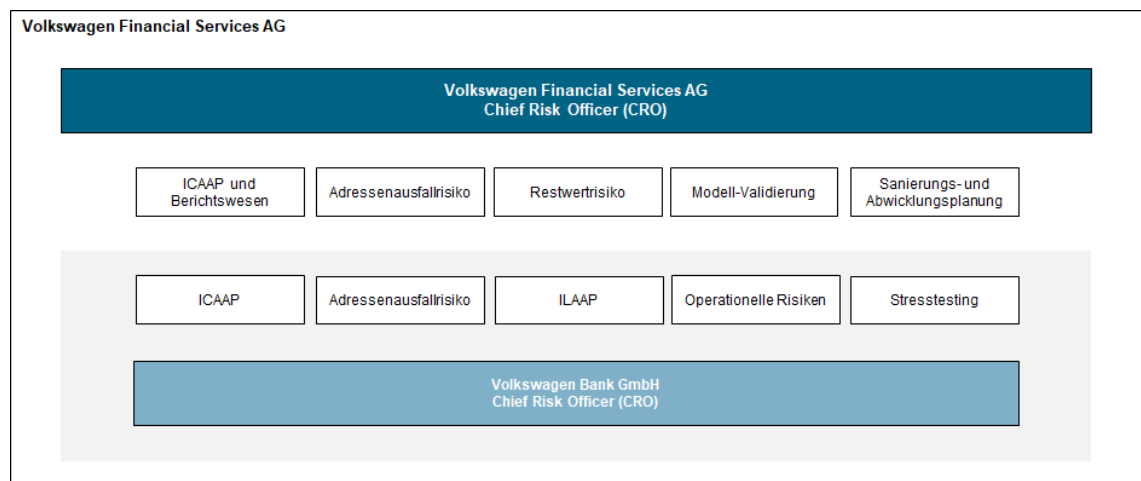 Volkswagen Financial Services AG
Volkswagen Financial Services AG
Chief Risk Officer (CRO)
ICAAP und
Berichtswesen
Adressenausfallrisiko
Restwertrisiko
Modell-Validierung
Sanierungs- und
Abwicklungsplanung
ICAAP
Adressenausfallrisiko
ILAAP
Operationelle Risiken
Stresstesting
Volkswagen Bank GmbH
Chief Risk Officer (CRO)